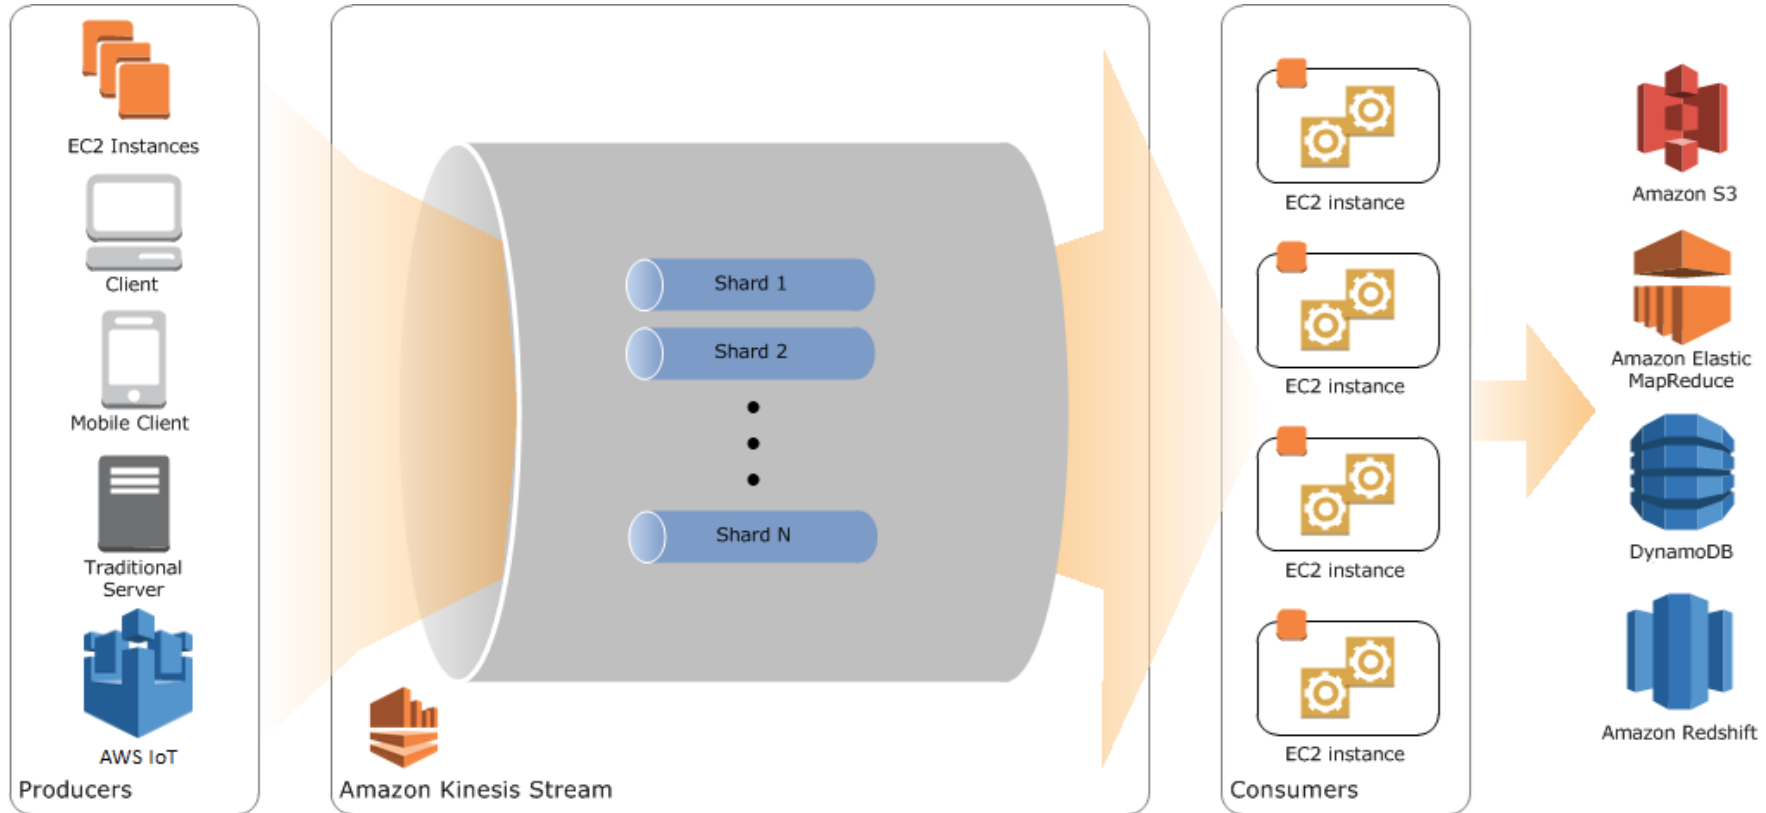 EC2 Instances
Client
Mobile Client
Traditional
Server
AWS IoT
Producers
Shard 1
Shard 2
Shard N
Amazon Kinesis Stream
EC2 instance
EC2 instance
EC2 instance
EC2 instance
Consumers
Amazon S3
Amazon Elastic
MapReduce
DynamoDB
Amazon Redshift